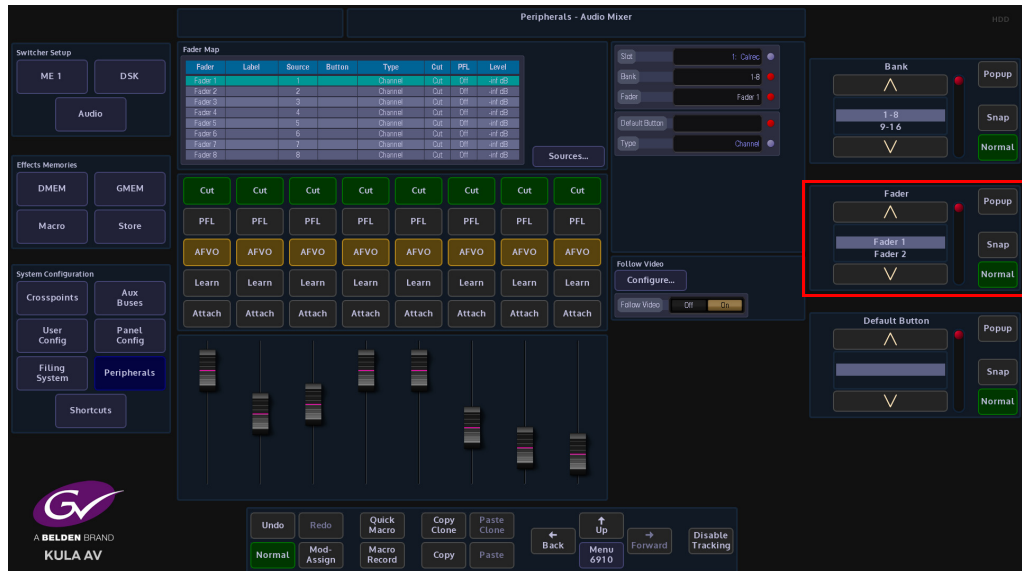 Peripherals - Audio Mixer
HDD
Switcher Setup
ME 1
DSK
Audio
Effects Memories
DMEM
GMEM
Macro
Store
System Configuration
Crosspoints
Aux
Buses
User
Config
Panel
Config
Filing
System
Peripherals
Shortcuts
Fader Map
Fader Label Source Button Type Cut PFL Level
Fader 1 1 Channel Cut Off -inf dB
Fader 2 2 Channel Cut Off -inf dB
Fader 3 3 Channel Cut Off -inf dB
Fader 4 4 Channel Cut Off -inf dB
Fader 5 5 Channel Cut Off -inf dB
Fader 6 6 Channel Cut Off -inf dB
Fader 7 7 Channel Cut Off -inf dB
Fader 8 8 Channel Cut Off -inf dB
Sources...
Cut Cut Cut Cut Cut Cut Cut Cut
PFL PFL PFL PFL PFL PFL PFL PFL
AFVO AFVO AFVO AFVO AFVO AFVO AFVO AFVO
Learn Learn Learn Learn Learn Learn Learn Learn
Attach Attach Attach Attach Attach Attach Attach Attach
Slot 1: Calrec
Bank 1-8
Fader Fader 1
Default Button
Type Channel
Follow Video
Configure...
Follow Video Off On
Bank
1-8
9-16
Popup
Snap
Normal
Fader
Fader 1
Fader 2
Popup
Snap
Normal
Default Button
Popup
Snap
Normal
GV
A BELDEN BRAND
KULA AV
Undo
Redo
Quick
Macro
Copy
Clone
Paste
Clone
Normal
Mod-
Assign
Macro
Record
Copy
Paste
Back
Up
Menu
6910
Forward
Disable
Tracking